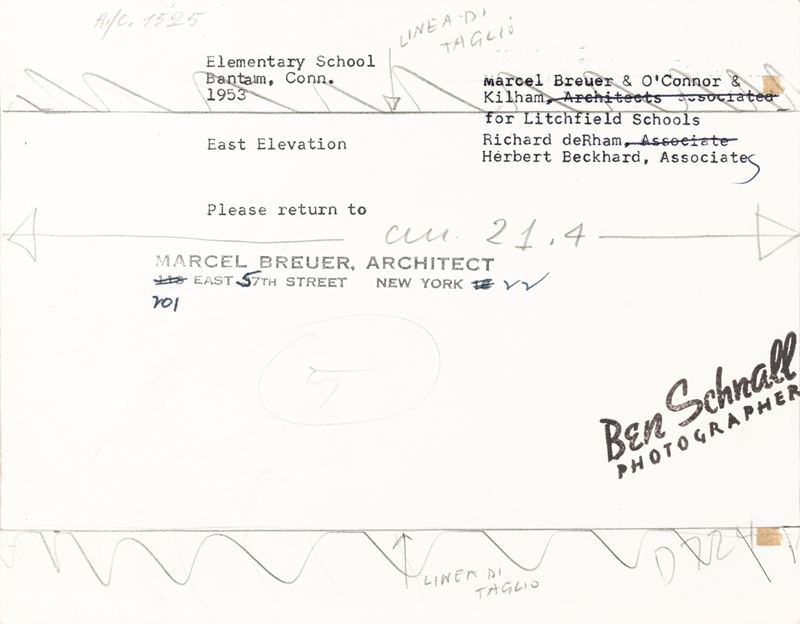 A/C. 1525
LINEA DI
TAGLIO
Elementary School
Bantam, Conn.
1953
Marcel Breuer & O'Connor &
Kilham, Architects Associated
for Litchfield Schools
Richard deRham, Associate
Herbert Beckhard, Associates
East Elevation
Please return to
cm. 21.4
MARCEL BREUER, ARCHITECT
113 EAST 57TH STREET NEW YORK 22
201
5
Ben Schnall
PHOTOGRAPHER
LINEA DI
TAGLIO
D724